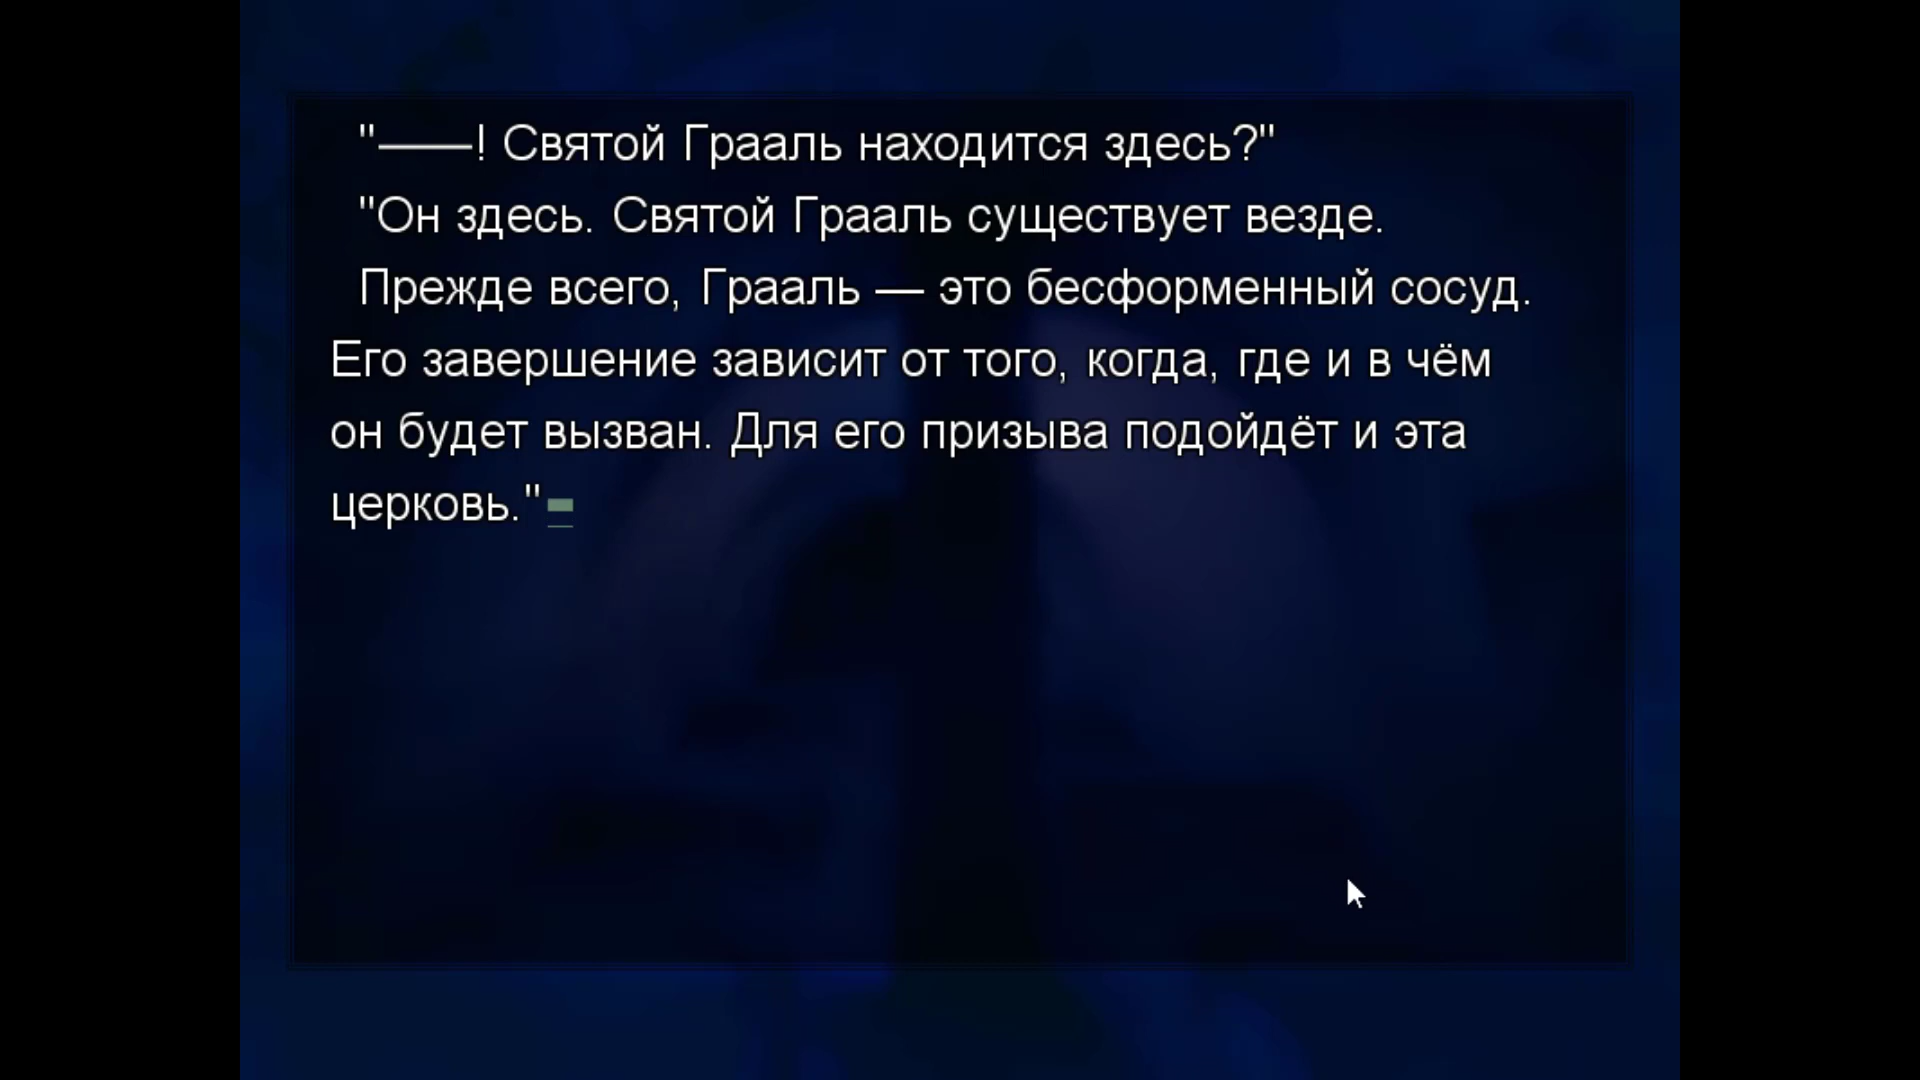 "——! Святой Грааль находится здесь?"
"Он здесь. Святой Грааль существует везде.
Прежде всего, Грааль — это бесформенный сосуд.
Его завершение зависит от того, когда, где и в чём
он будет вызван. Для его призыва подойдёт и эта
церковь."